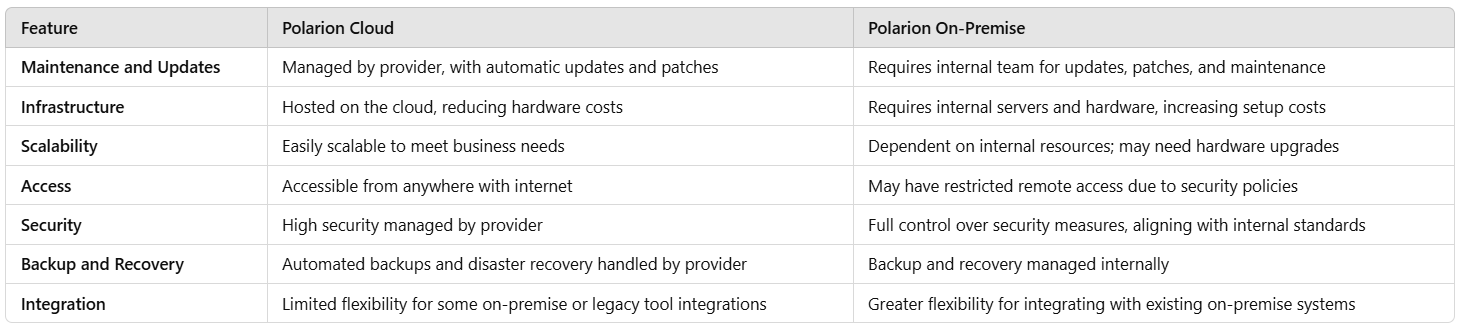 Feature Polarion Cloud Polarion On-Premise
Maintenance and Updates Managed by provider, with automatic updates and patches Requires internal team for updates, patches, and maintenance
Infrastructure Hosted on the cloud, reducing hardware costs Requires internal servers and hardware, increasing setup costs
Scalability Easily scalable to meet business needs Dependent on internal resources; may need hardware upgrades
Access Accessible from anywhere with internet May have restricted remote access due to security policies
Security High security managed by provider Full control over security measures, aligning with internal standards
Backup and Recovery Automated backups and disaster recovery handled by provider Backup and recovery managed internally
Integration Limited flexibility for some on-premise or legacy tool integrations Greater flexibility for integrating with existing on-premise systems